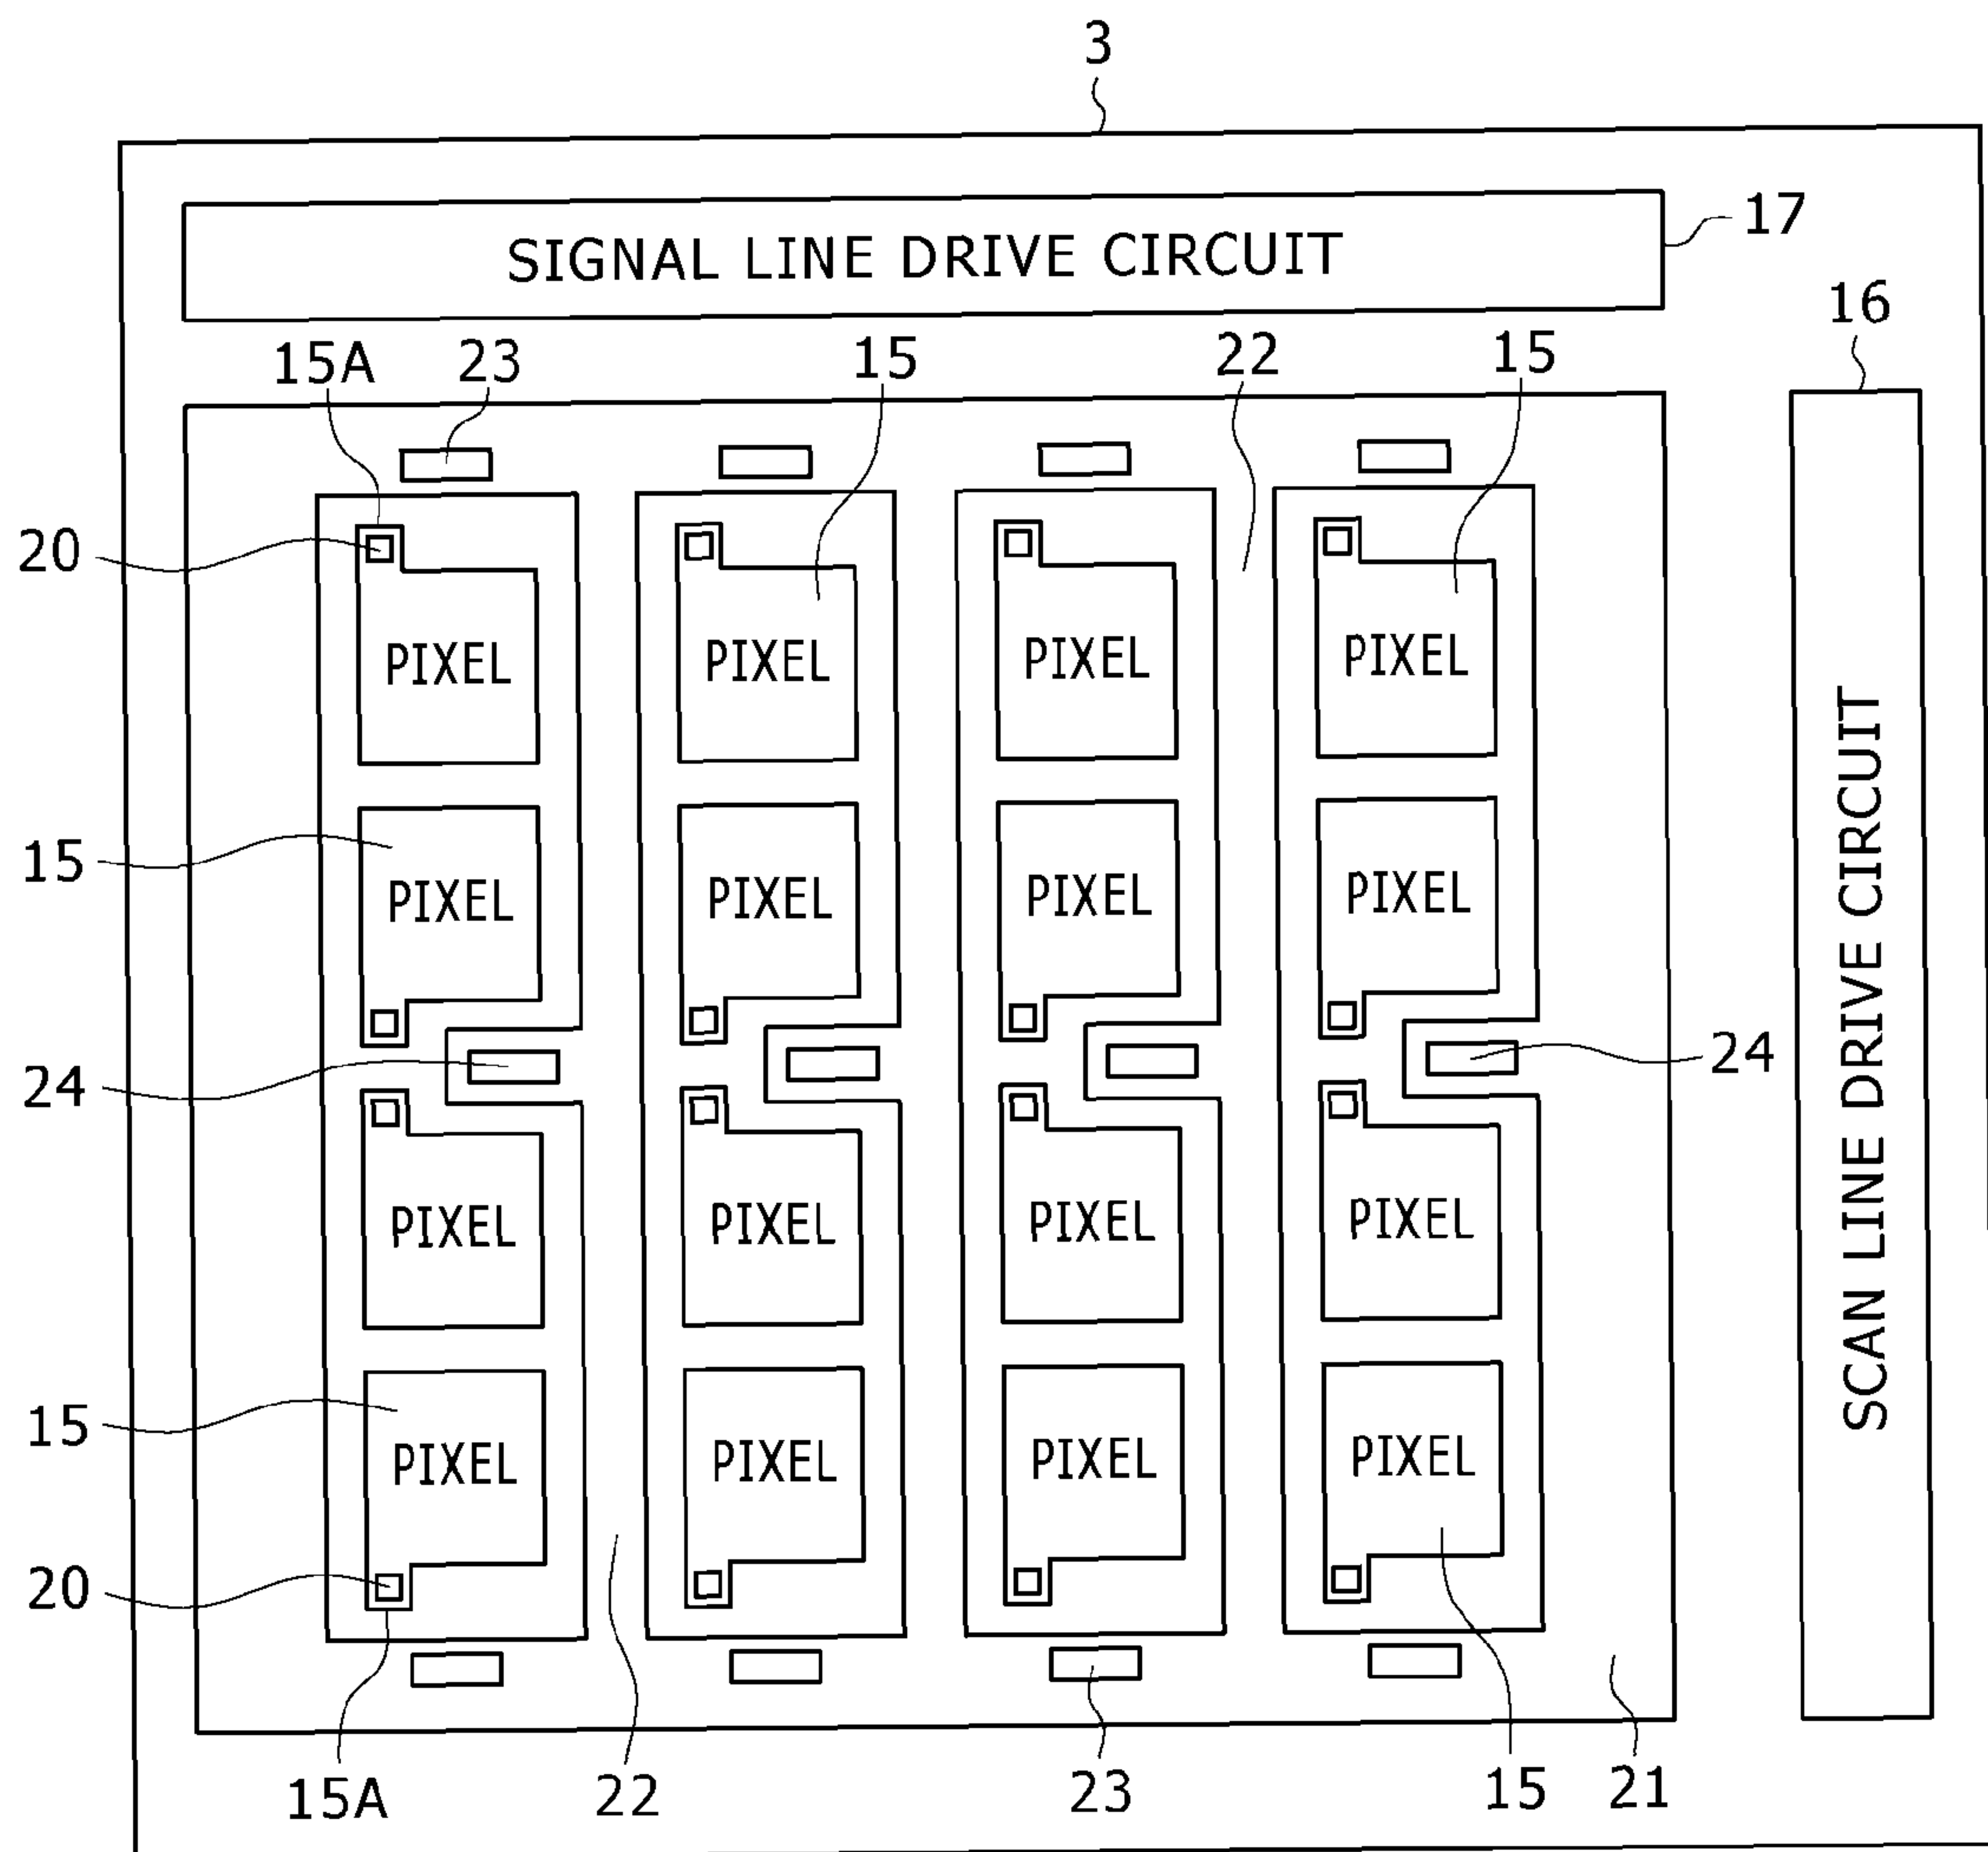 3
SIGNAL LINE DRIVE CIRCUIT
17
16
15A 23 15 22 15
20
PIXEL PIXEL PIXEL PIXEL
15
PIXEL PIXEL PIXEL PIXEL
24 24
SCAN LINE DRIVE CIRCUIT
PIXEL PIXEL PIXEL PIXEL
15
PIXEL PIXEL PIXEL PIXEL
20
15A 22 23 15 21